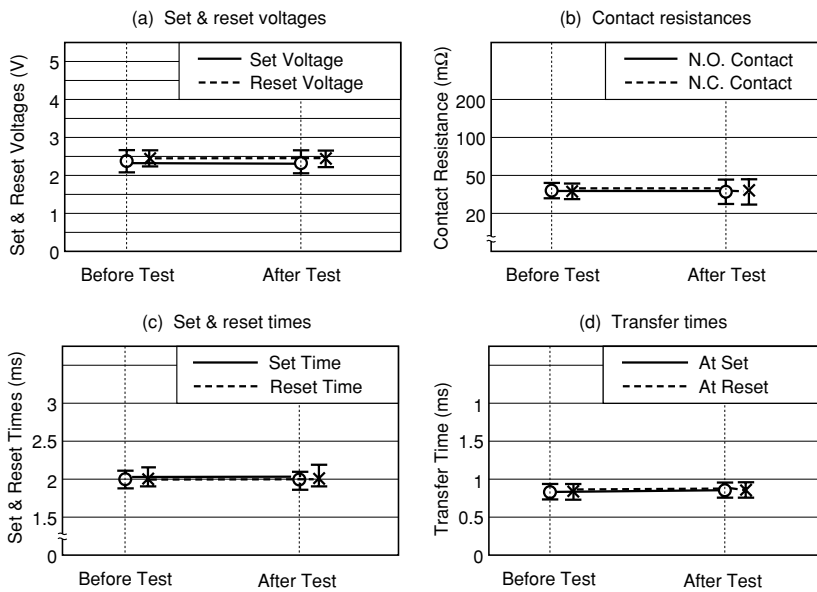 (a) Set & reset voltages
Set & Reset Voltages (V)
5
4
3
2
1
0
Set Voltage
Reset Voltage
Before Test
After Test
(b) Contact resistances
Contact Resistance (mΩ)
200
100
50
20
N.O. Contact
N.C. Contact
Before Test
After Test
(c) Set & reset times
Set & Reset Times (ms)
3
2.5
2
1.5
0
Set Time
Reset Time
Before Test
After Test
(d) Transfer times
Transfer Time (ms)
1
1.5
1
0.5
0
At Set
At Reset
Before Test
After Test